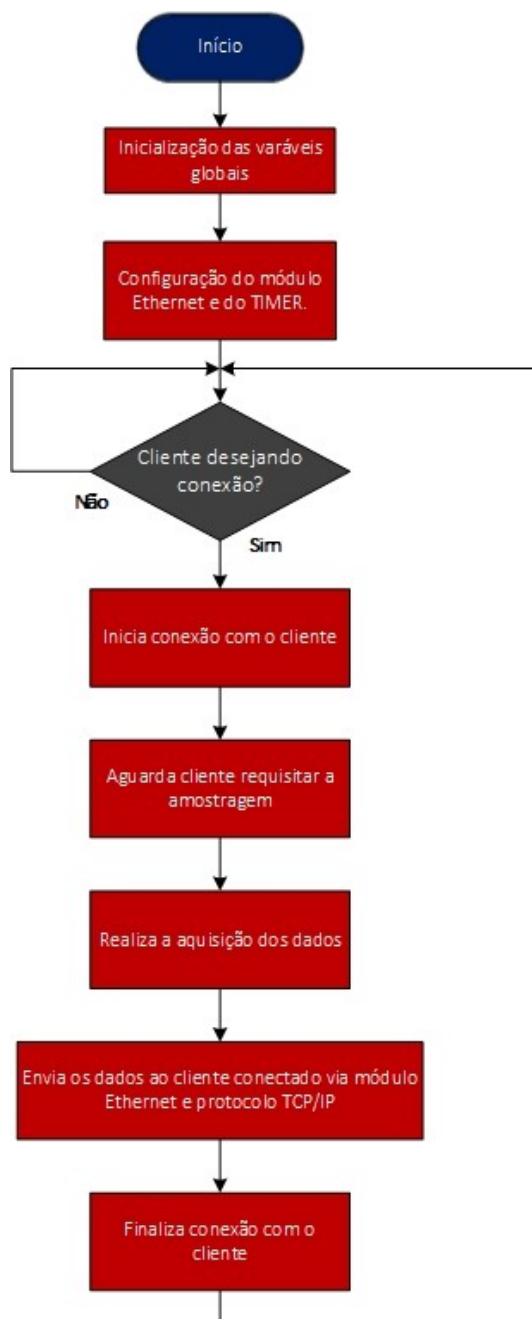 Início
Inicialização das varáveis
globais
Configuração do módulo
Ethernet e do TIMER.
Cliente desejando
conexão?
Não
Sim
Inicia conexão com o cliente
Aguarda cliente requisitar a
amostragem
Realiza a aquisição dos dados
Envia os dados ao cliente conectado via módulo
Ethernet e protocolo TCP/IP
Finaliza conexão com o
cliente